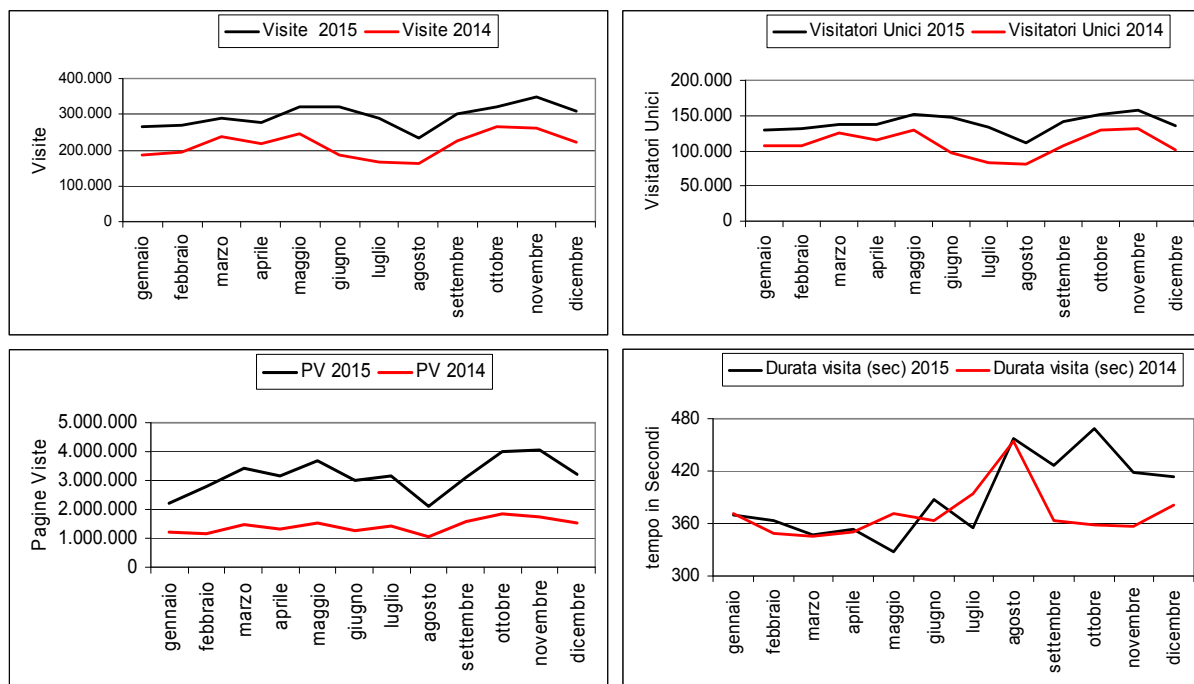 Visite 2015 Visite 2014
Visite
400.000
300.000
200.000
100.000
0
gennaio
febbraio
marzo
aprile
maggio
giugno
luglio
agosto
settembre
ottobre
novembre
dicembre
Visitatori Unici 2015 Visitatori Unici 2014
Visitatori Unici
200.000
150.000
100.000
50.000
0
gennaio
febbraio
marzo
aprile
maggio
giugno
luglio
agosto
settembre
ottobre
novembre
dicembre
PV 2015 PV 2014
Pagine Viste
5.000.000
4.000.000
3.000.000
2.000.000
1.000.000
0
gennaio
febbraio
marzo
aprile
maggio
giugno
luglio
agosto
settembre
ottobre
novembre
dicembre
Durata visita (sec) 2015 Durata visita (sec) 2014
tempo in Secondi
480
420
360
300
gennaio
febbraio
marzo
aprile
maggio
giugno
luglio
agosto
settembre
ottobre
novembre
dicembre